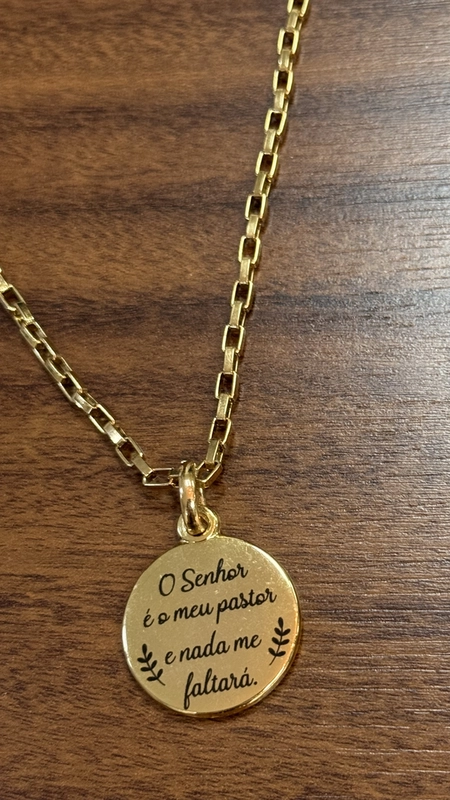 O Senhor
é o meu pastor
e nada me
faltará.